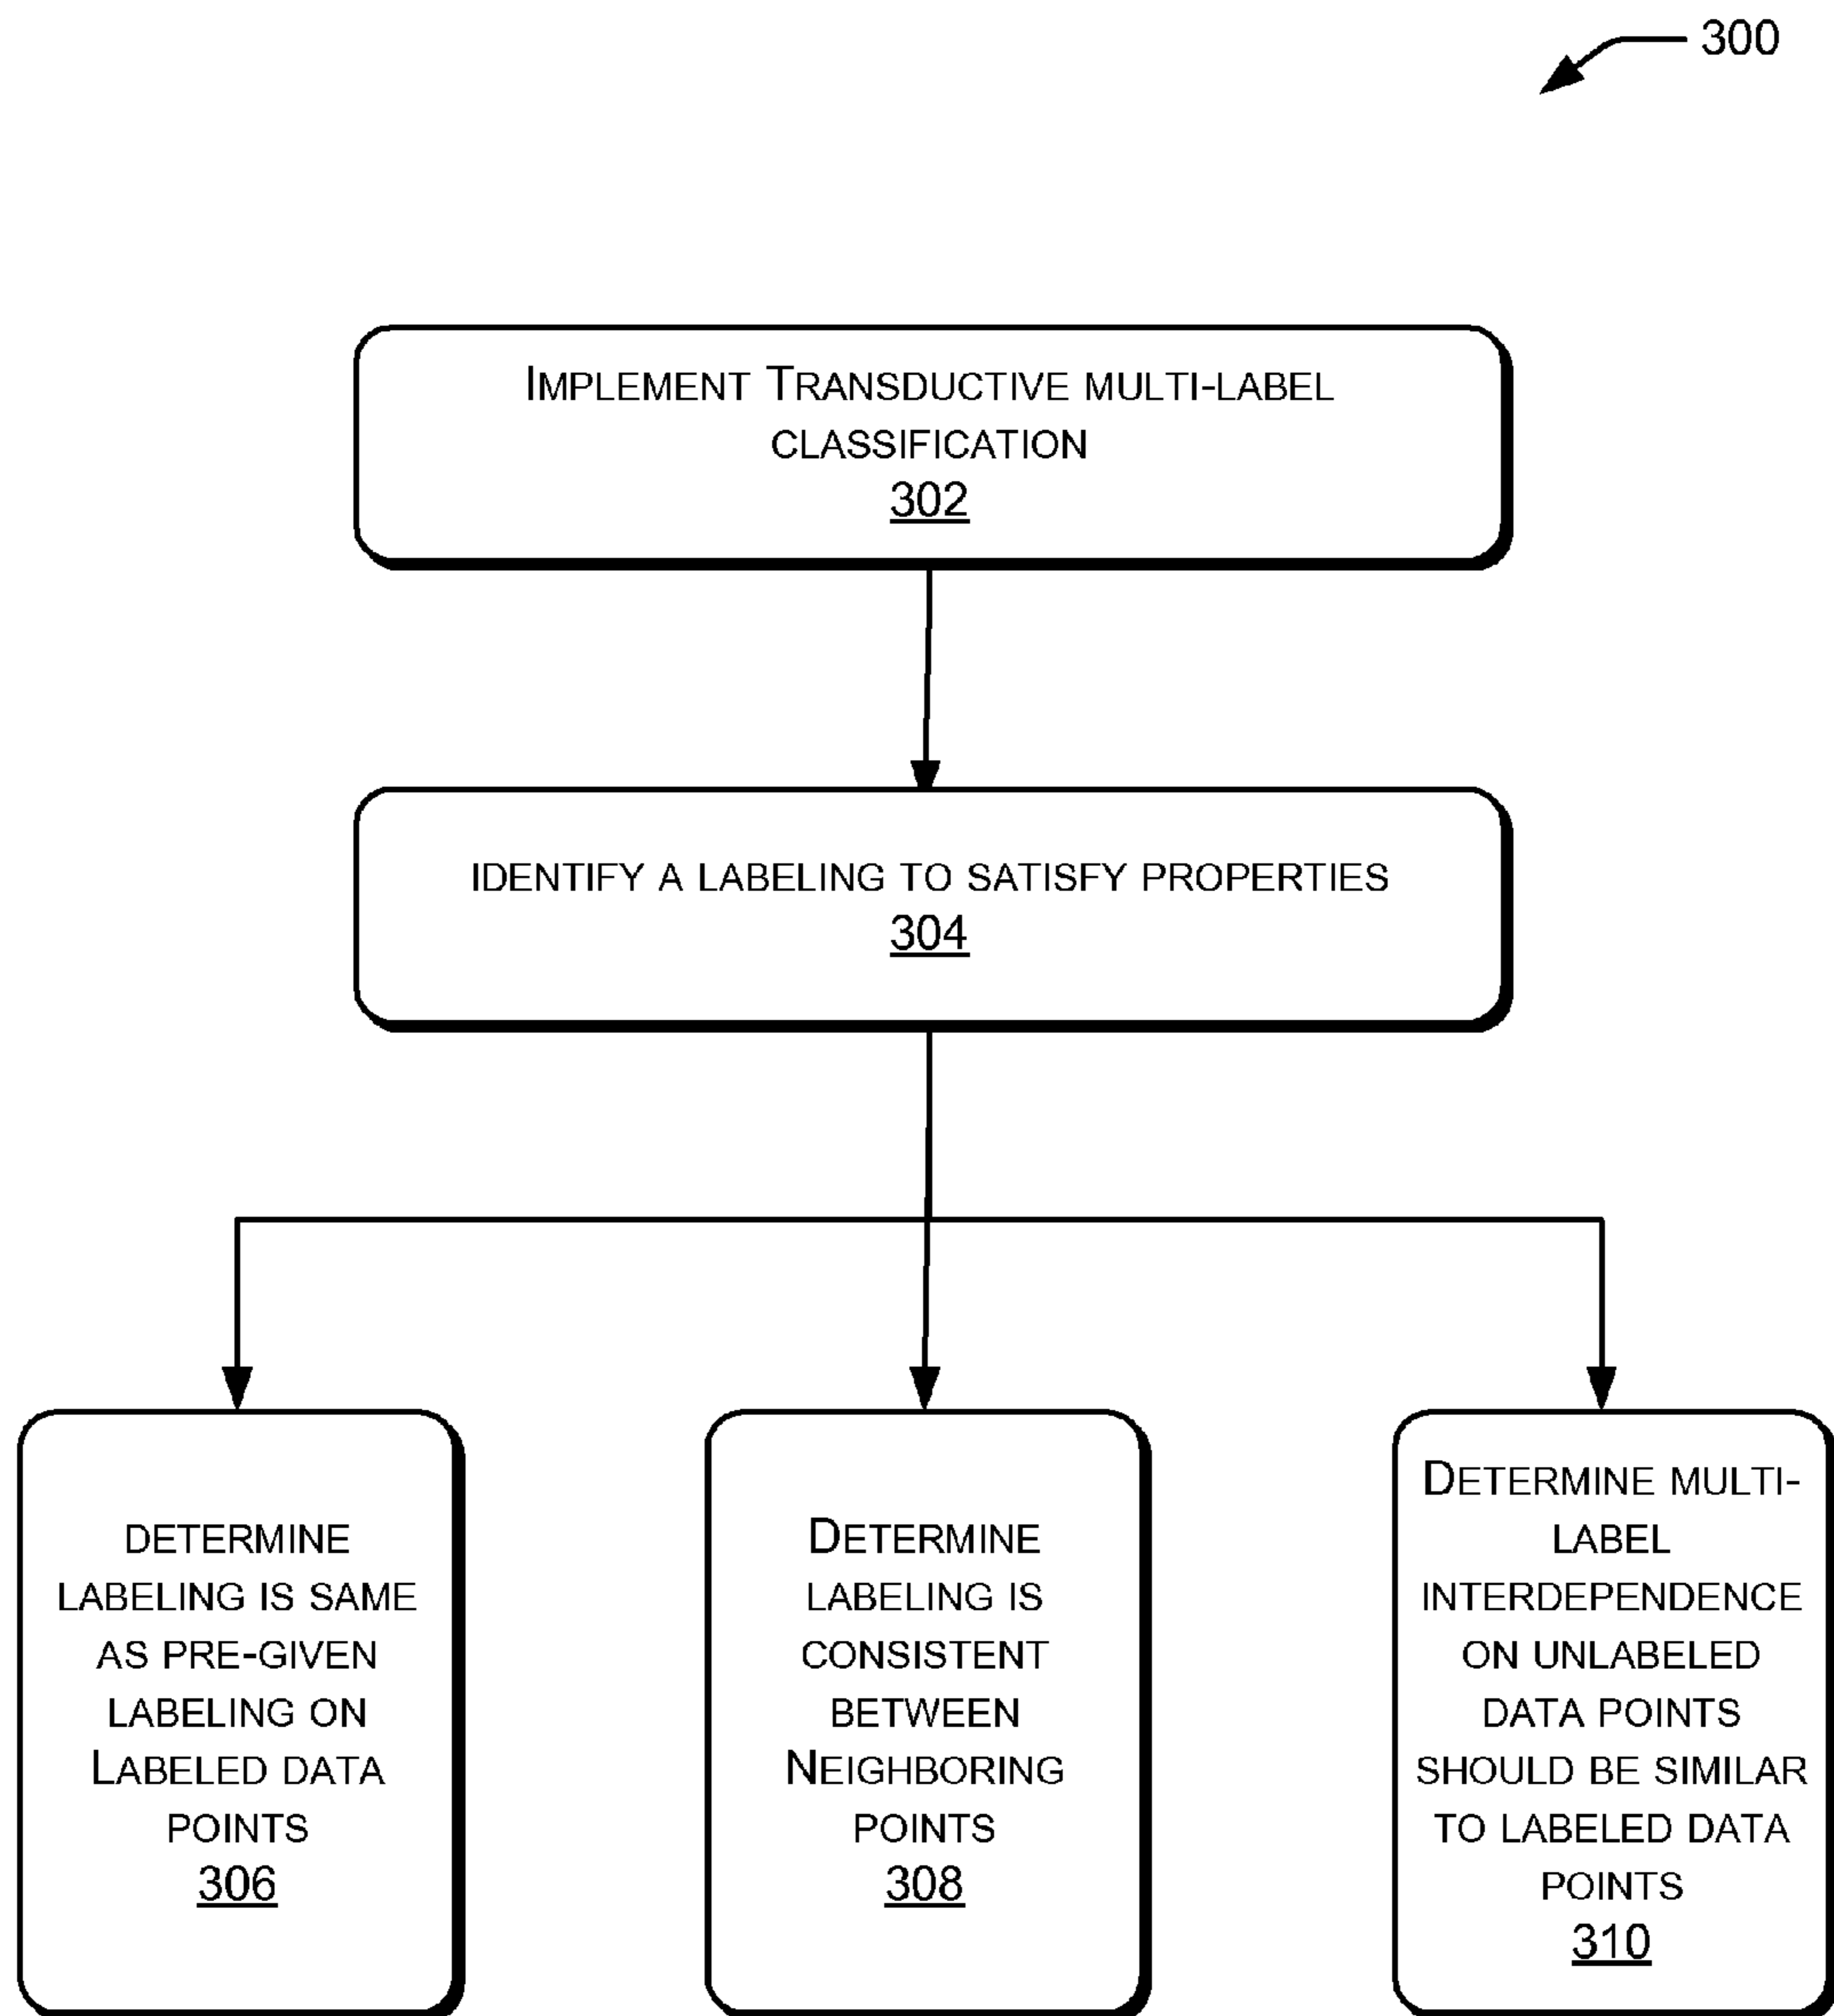 300
IMPLEMENT TRANSDUCTIVE MULTI-LABEL
CLASSIFICATION
302
IDENTIFY A LABELING TO SATISFY PROPERTIES
304
DETERMINE
LABELING IS SAME
AS PRE-GIVEN
LABELING ON
LABELED DATA
POINTS
306
DETERMINE
LABELING IS
CONSISTENT
BETWEEN
NEIGHBORING
POINTS
308
DETERMINE MULTI-
LABEL
INTERDEPENDENCE
ON UNLABELED
DATA POINTS
SHOULD BE SIMILAR
TO LABELED DATA
POINTS
310